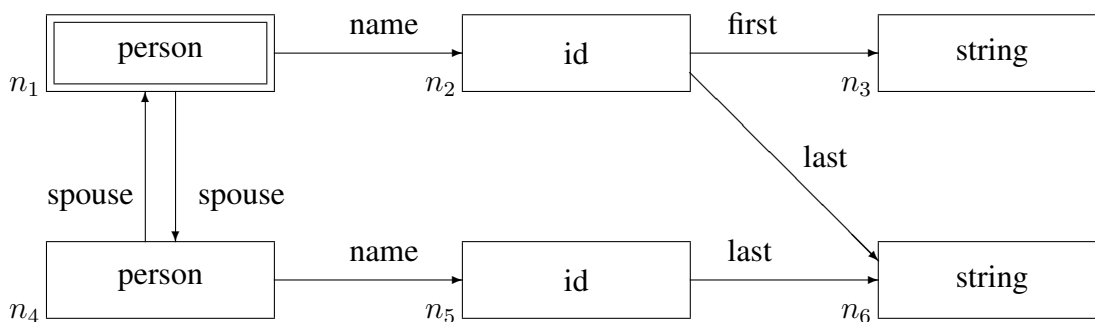 name first
person id string
n1 n2 n3
last
spouse spouse
name last
person id string
n4 n5 n6